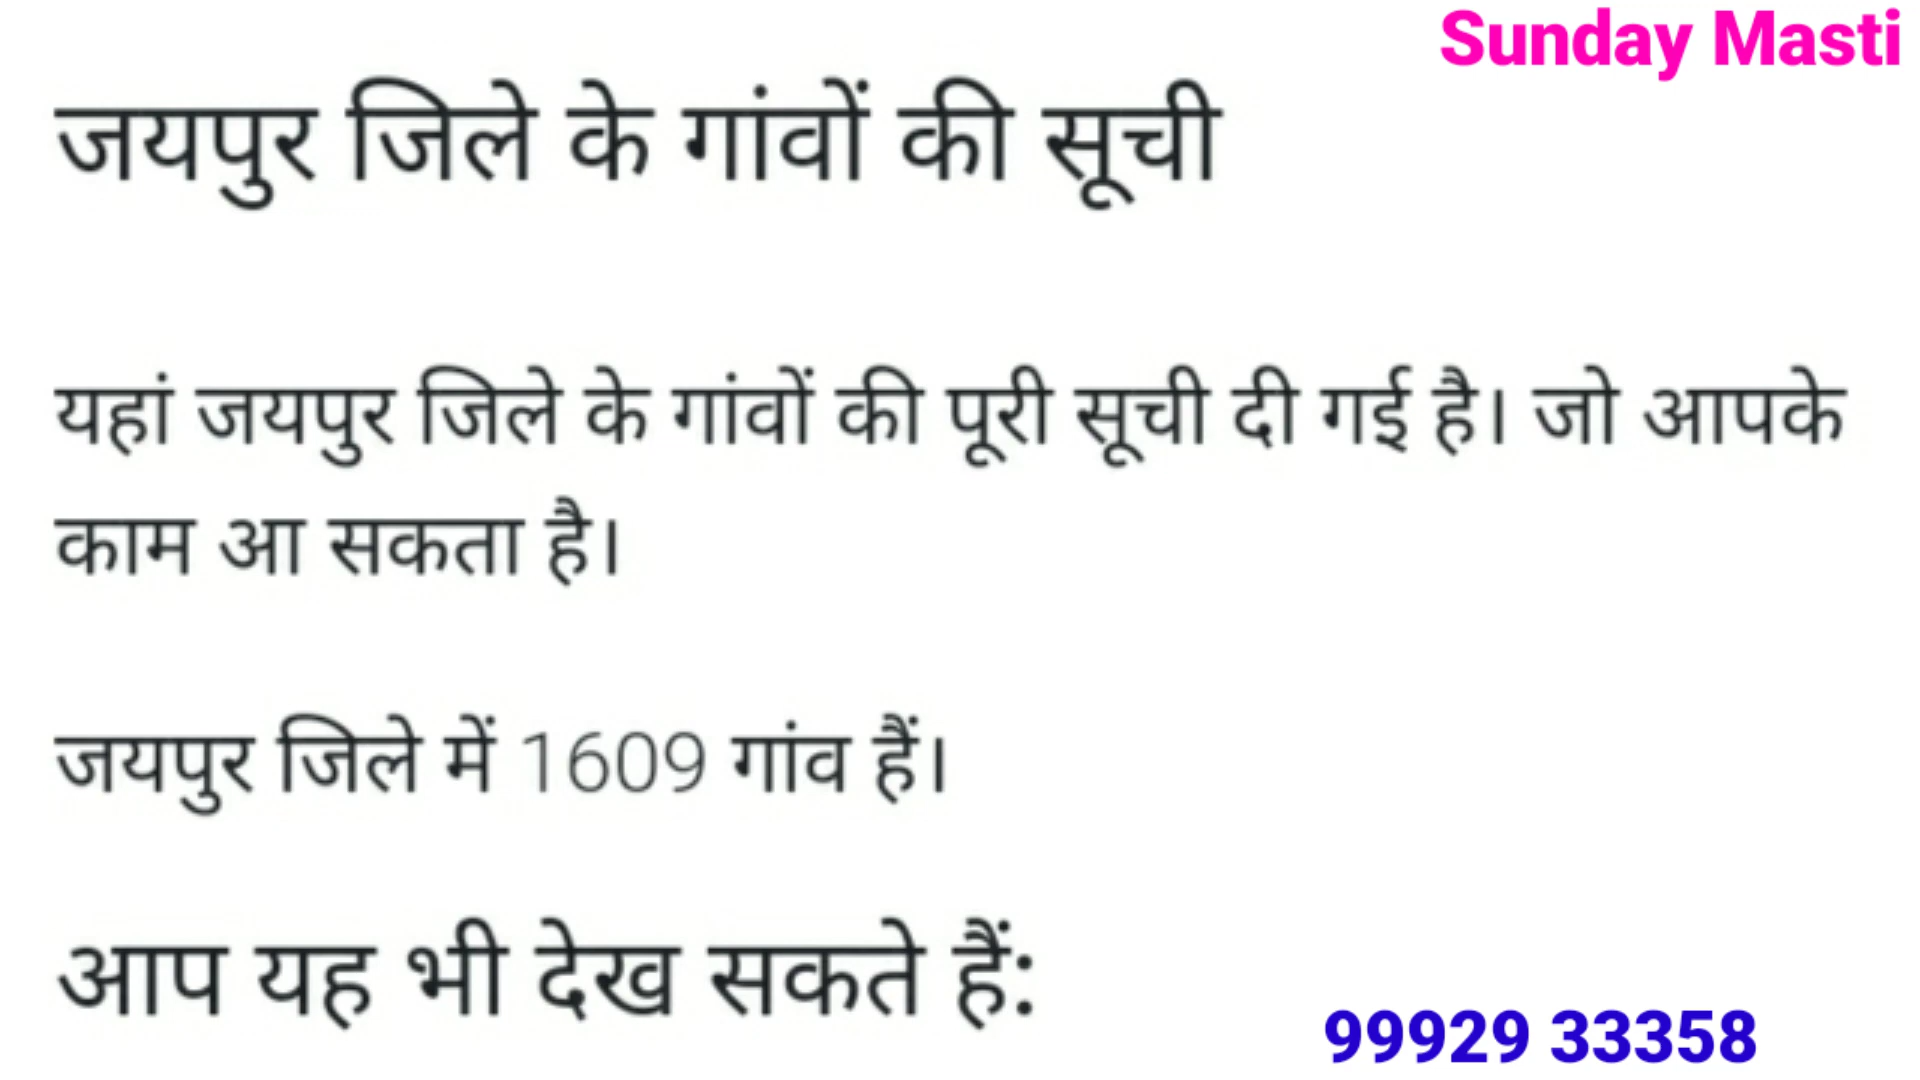 Sunday Masti
जयपुर जिले के गांवों की सूची
यहां जयपुर जिले के गांवों की पूरी सूची दी गई है। जो आपके
काम आ सकता है।
जयपुर जिले में 1609 गांव हैं।
आप यह भी देख सकते हैं:
99929 33358